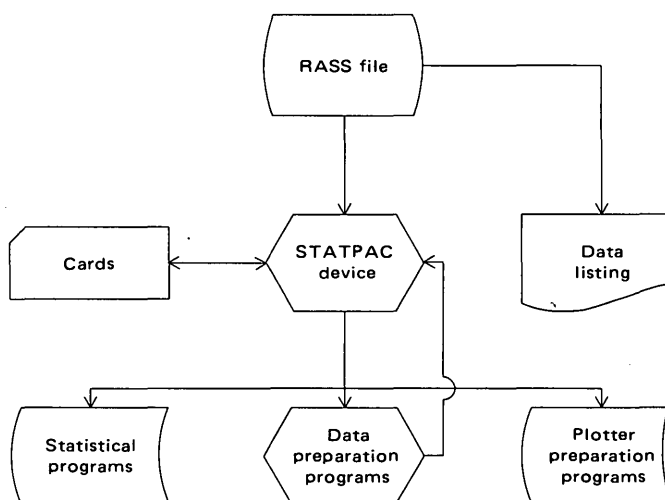 RASS file
Cards
STATPAC
device
Data
listing
Statistical
programs
Data
preparation
programs
Plotter
preparation
programs